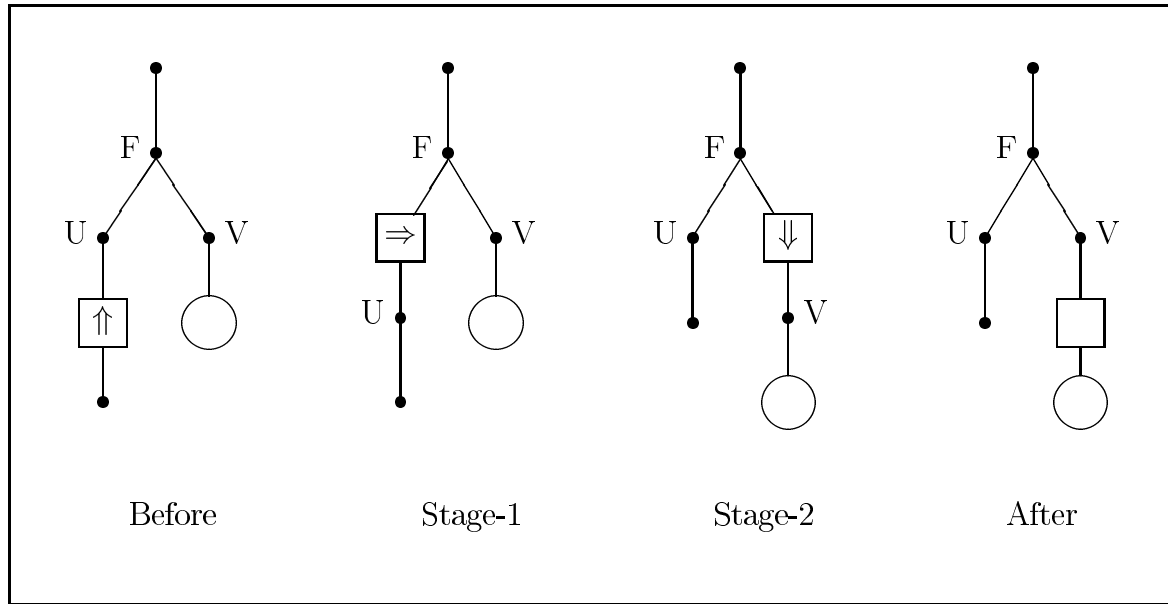 F F F F
U V ⇒ V U ⇓ U V
⇑ U V
Before Stage-1 Stage-2 After